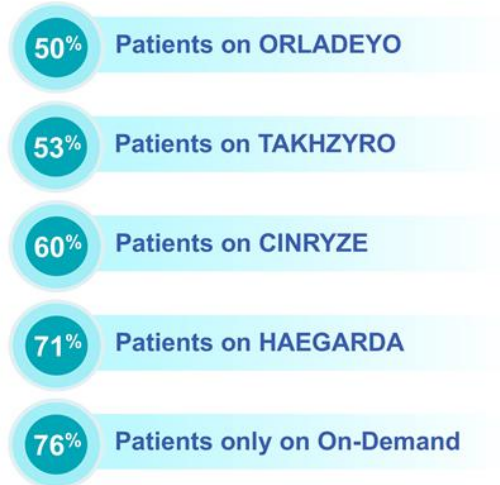 50% Patients on ORLADEYO
53% Patients on TAKHZYRO
60% Patients on CINRYZE
71% Patients on HAEGARDA
76% Patients only on On-Demand